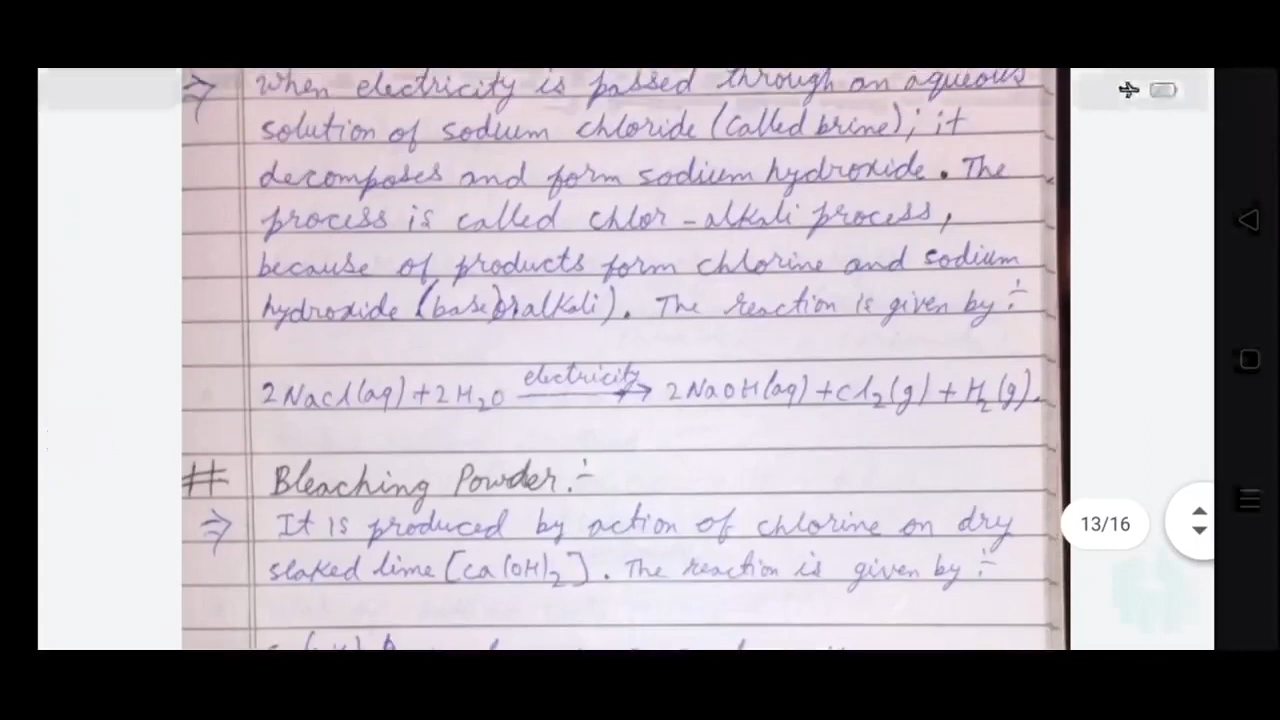 ⇒ When electricity is passed through an aqueous
solution of sodium chloride (called brine); it
decomposes and form sodium hydroxide. The
process is called chlor-alkali process,
because of products form chlorine and sodium
hydroxide (base) or alkali). The reaction is given by :-
2NaCl(aq) + 2H₂O electricity→ 2NaOH(aq) + Cl₂(g) + H₂(g).
# Bleaching Powder :-
⇒ It is produced by action of chlorine on dry
slaked lime [Ca(OH)₂]. The reaction is given by :-
13/16